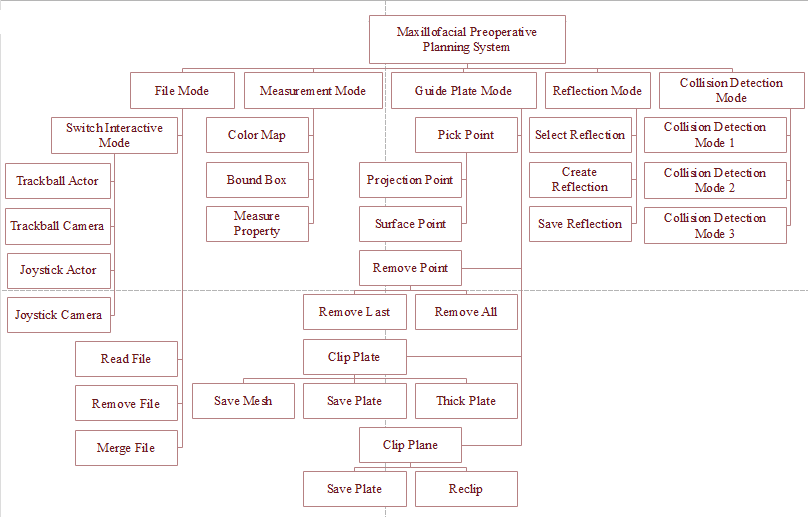 Maxillofacial Preoperative
Planning System
File Mode
Measurement Mode
Guide Plate Mode
Reflection Mode
Collision Detection
Mode
Switch Interactive
Mode
Color Map
Pick Point
Select Reflection
Collision Detection
Mode 1
Trackball Actor
Bound Box
Projection Point
Create
Reflection
Collision Detection
Mode 2
Trackball Camera
Measure
Property
Surface Point
Save Reflection
Collision Detection
Mode 3
Joystick Actor
Remove Point
Joystick Camera
Remove Last
Remove All
Read File
Clip Plate
Remove File
Save Mesh
Save Plate
Thick Plate
Merge File
Clip Plane
Save Plate
Reclip